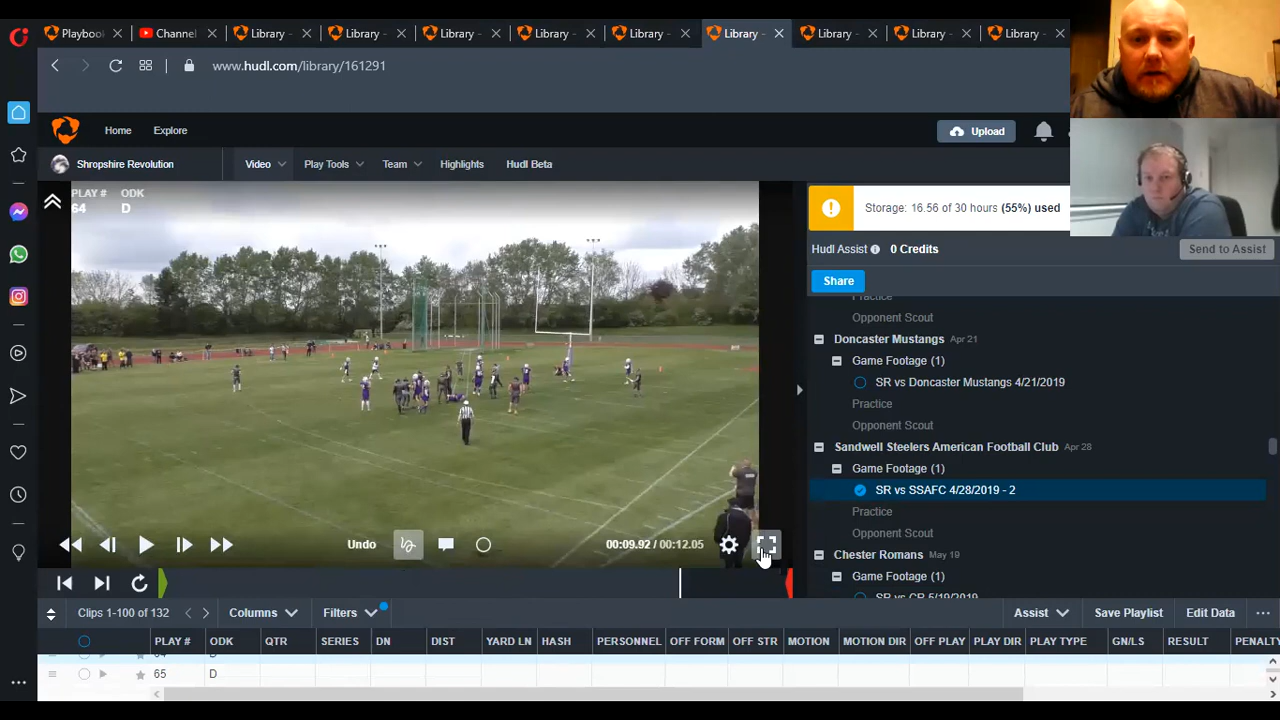 Playbook
Channel
Library -
Library -
Library -
Library -
Library -
Library -
Library -
Library -
Library -
www.hudl.com/library/161291
Home
Explore
Upload
Shropshire Revolution
Video
Play Tools
Team
Highlights
Hudl Beta
PLAY # ODK
64 D
Storage: 16.56 of 30 hours (55%) used
Hudl Assist 0 Credits
Send to Assist
Share
Practice
Opponent Scout
Doncaster Mustangs Apr 21
Game Footage (1)
SR vs Doncaster Mustangs 4/21/2019
Practice
Opponent Scout
Sandwell Steelers American Football Club Apr 28
Game Footage (1)
SR vs SSAFC 4/28/2019 - 2
Practice
Opponent Scout
Chester Romans May 19
Game Footage (1)
SR vs CR 5/19/2019
Undo
00:09.92 / 00:12.05
Clips 1-100 of 132
Columns
Filters
Assist
Save Playlist
Edit Data
PLAY # ODK QTR SERIES DN DIST YARD LN HASH PERSONNEL OFF FORM OFF STR MOTION MOTION DIR OFF PLAY PLAY DIR PLAY TYPE GN/LS RESULT PENALTY
64 D
65 D